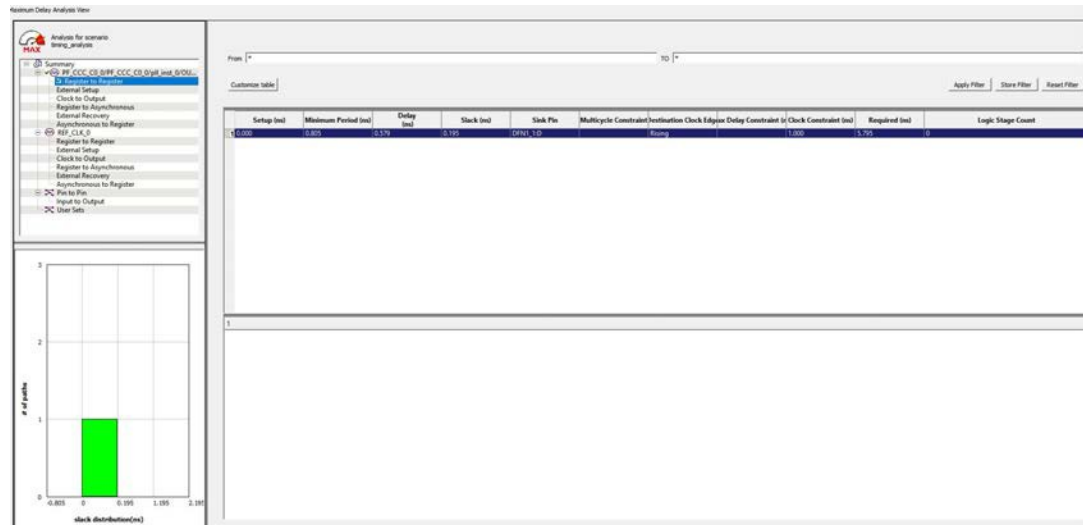 Maximum Delay Analysis View
MAX
Analysis for scenario
timing_analysis
Summary
PF_CCC_C0_0/PF_CCC_C0_0/pll_inst_0/OU...
Register to Register
External Setup
Clock to Output
Register to Asynchronous
External Recovery
Asynchronous to Register
REF_CLK_0
Register to Register
External Setup
Clock to Output
Register to Asynchronous
External Recovery
Asynchronous to Register
Pin to Pin
Input to Output
User Sets
From * TO *
Customize table Apply Filter Store Filter Reset Filter
Setup (ns) Minimum Period (ns) Delay (ns) Slack (ns) Sink Pin Multicycle Constraint Destination Clock Edge Delay Constraint Clock Constraint (ns) Required (ns) Logic Stage Count
1 0.000 0.805 0.579 0.195 DFN1_1:D Rising 1.000 5.795 0
1
3
2
1
0
# of paths
-0.805 0 0.195 1.195 2.195
slack distribution(ns)